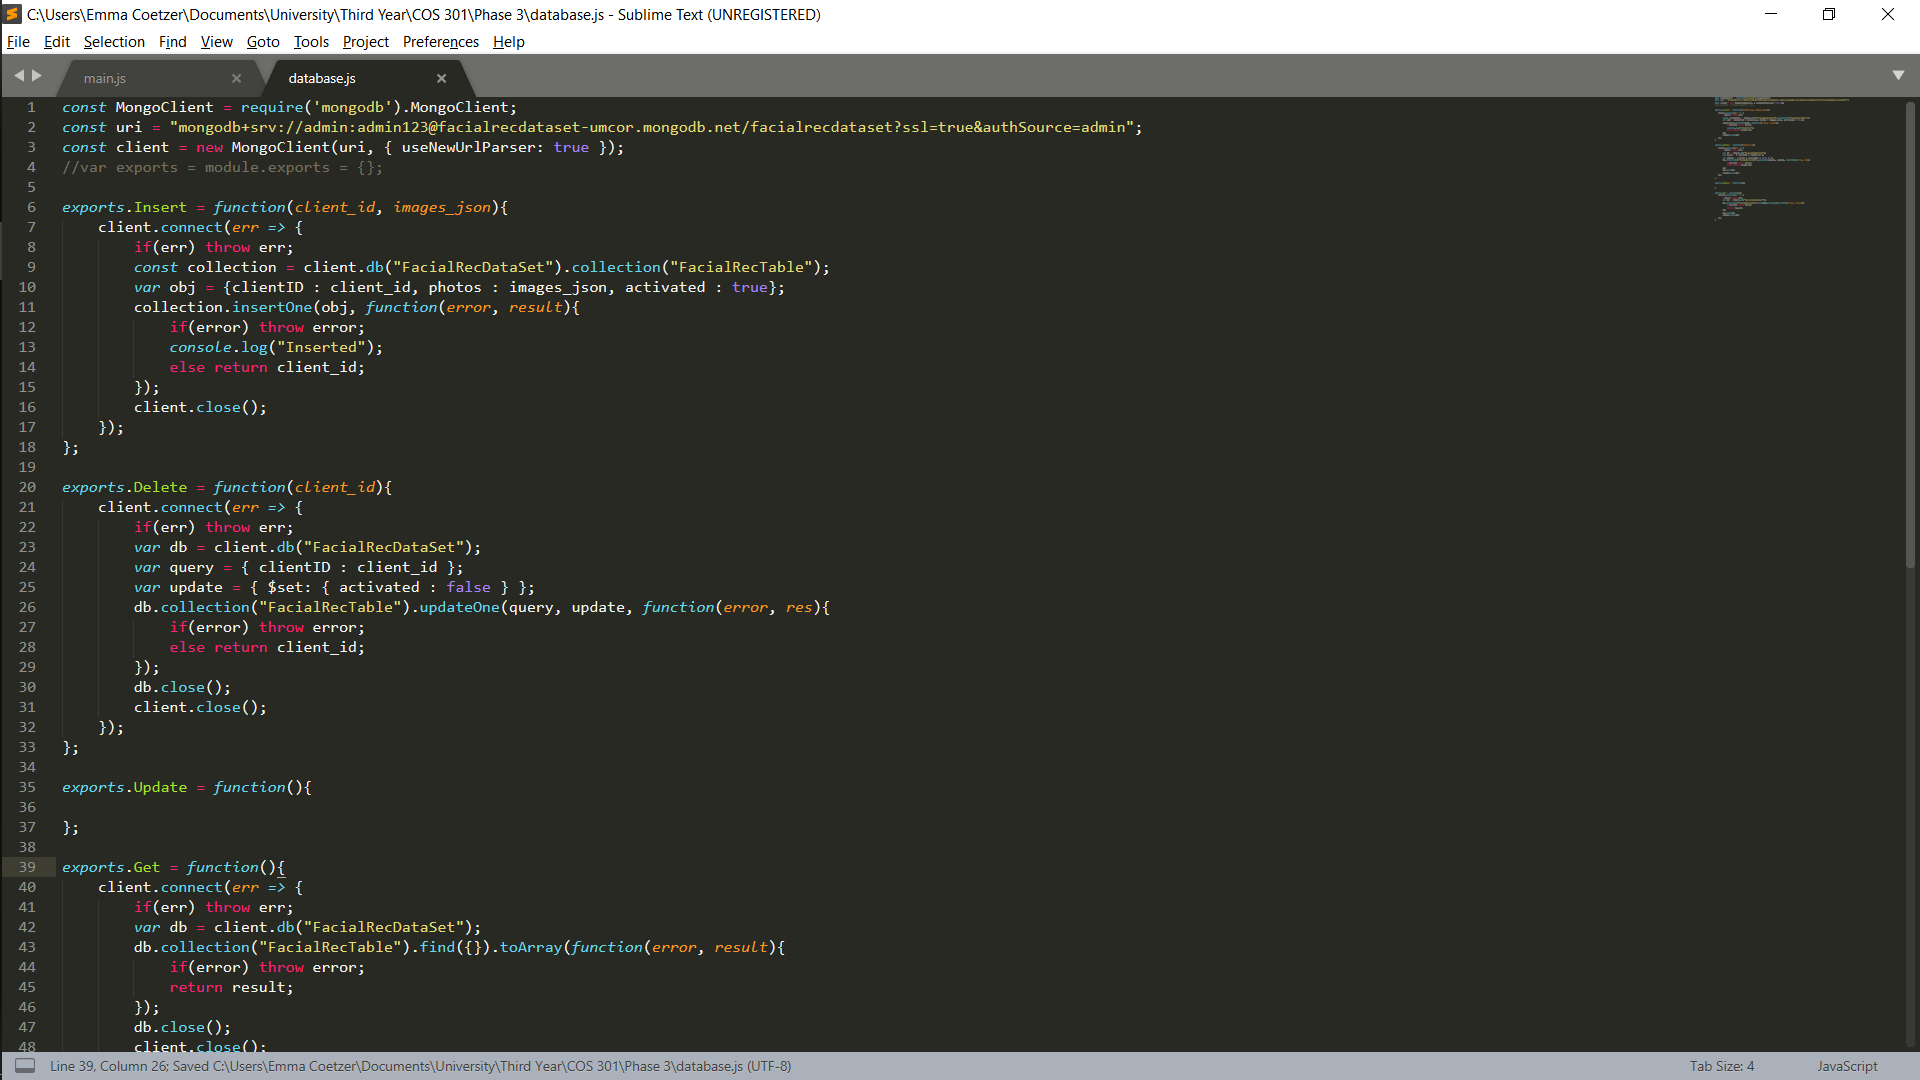 C:\Users\Emma Coetzer\Documents\University\Third Year\COS 301\Phase 3\database.js - Sublime Text (UNREGISTERED)
File Edit Selection Find View Goto Tools Project Preferences Help
main.js database.js
1 const MongoClient = require('mongodb').MongoClient;
2 const uri = "mongodb+srv://admin:admin123@facialrecdataset-umcor.mongodb.net/facialrecdataset?ssl=true&authSource=admin";
3 const client = new MongoClient(uri, { useNewUrlParser: true });
4 //var exports = module.exports = {};
5
6 exports.Insert = function(client_id, images_json){
7 client.connect(err => {
8 if(err) throw err;
9 const collection = client.db("FacialRecDataSet").collection("FacialRecTable");
10 var obj = {clientID : client_id, photos : images_json, activated : true};
11 collection.insertOne(obj, function(error, result){
12 if(error) throw error;
13 console.log("Inserted");
14 else return client_id;
15 });
16 client.close();
17 });
18 };
19
20 exports.Delete = function(client_id){
21 client.connect(err => {
22 if(err) throw err;
23 var db = client.db("FacialRecDataSet");
24 var query = { clientID : client_id };
25 var update = { $set: { activated : false } };
26 db.collection("FacialRecTable").updateOne(query, update, function(error, res){
27 if(error) throw error;
28 else return client_id;
29 });
30 db.close();
31 client.close();
32 });
33 };
34
35 exports.Update = function(){
36
37 };
38
39 exports.Get = function(){
40 client.connect(err => {
41 if(err) throw err;
42 var db = client.db("FacialRecDataSet");
43 db.collection("FacialRecTable").find({}).toArray(function(error, result){
44 if(error) throw error;
45 return result;
46 });
47 db.close();
48 client.close();
Line 39, Column 26; Saved C:\Users\Emma Coetzer\Documents\University\Third Year\COS 301\Phase 3\database.js (UTF-8) Tab Size: 4 JavaScript